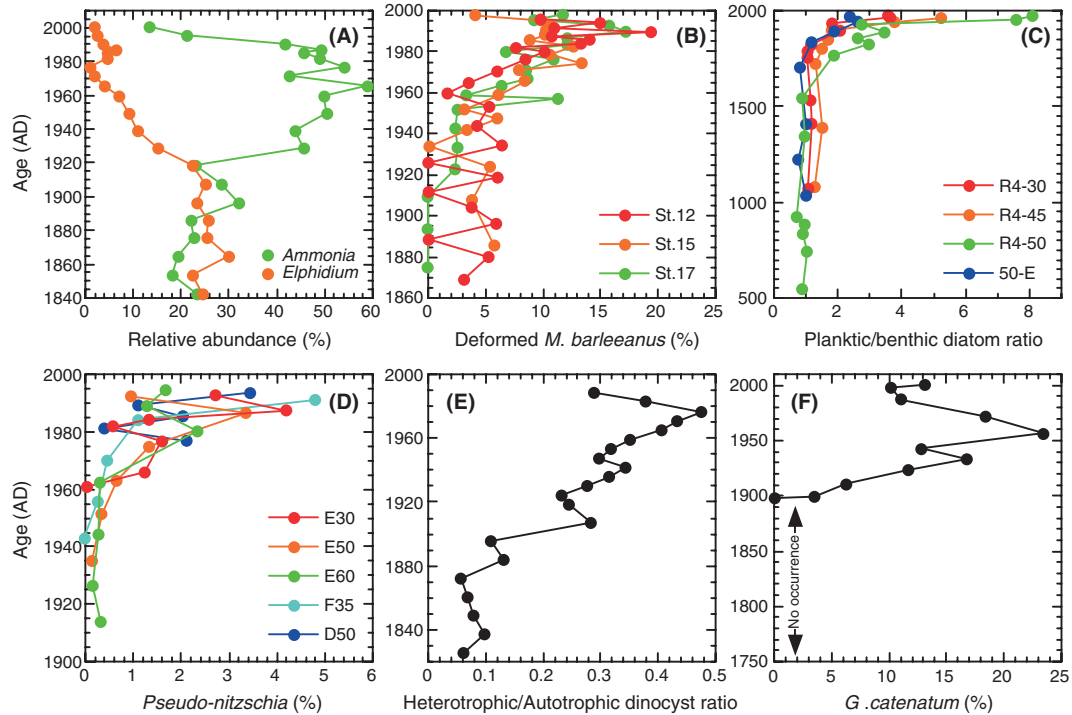 Age (AD)
2000
1980
1960
1940
1920
1900
1880
1860
1840
0 10 20 30 40 50 60
Relative abundance (%)
(A)
Ammonia
Elphidium
2000
1980
1960
1940
1920
1900
1880
1860
0 5 10 15 20 25
Deformed M. barleeanus (%)
(B)
St.12
St.15
St.17
2000
1500
1000
500
0 2 4 6 8 10
Planktic/benthic diatom ratio
(C)
R4-30
R4-45
R4-50
50-E
Age (AD)
2000
1980
1960
1940
1920
1900
0 1 2 3 4 5 6
Pseudo-nitzschia (%)
(D)
E30
E50
E60
F35
D50
2000
1960
1920
1880
1840
0 0.1 0.2 0.3 0.4 0.5
Heterotrophic/Autotrophic dinocyst ratio
(E)
2000
1950
1900
1850
1800
1750
0 5 10 15 20 25
G .catenatum (%)
(F)
No occurrence